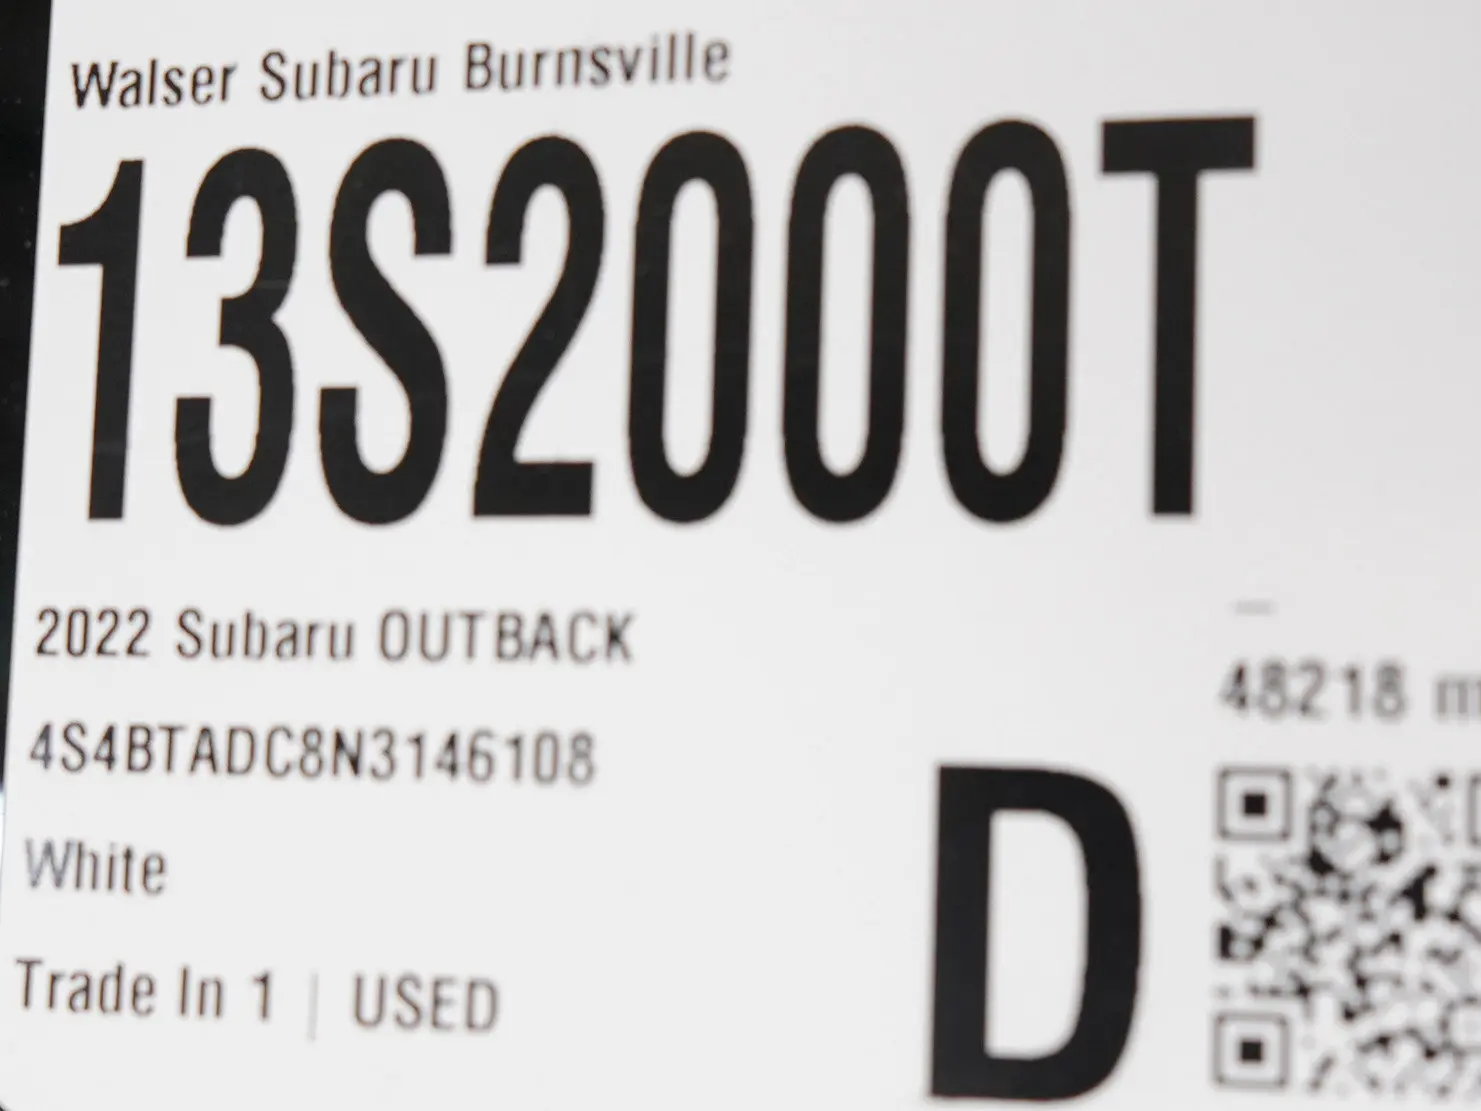 Walser Subaru Burnsville
13S2000T
2022 Subaru OUTBACK
48218 m
4S4BTADC8N3146108
D
White
Trade In 1 | USED